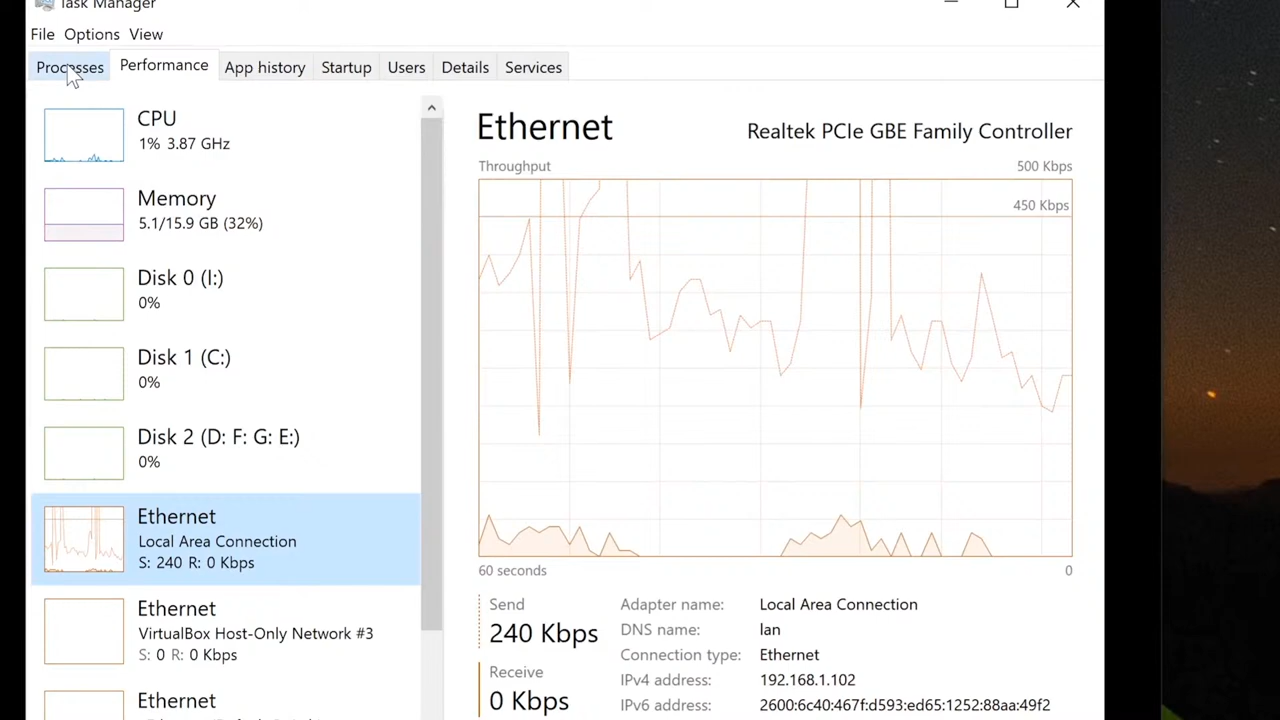 Task Manager
File Options View
Processes Performance App history Startup Users Details Services
CPU
1% 3.87 GHz
Memory
5.1/15.9 GB (32%)
Disk 0 (I:)
0%
Disk 1 (C:)
0%
Disk 2 (D: F: G: E:)
0%
Ethernet
Local Area Connection
S: 240 R: 0 Kbps
Ethernet
VirtualBox Host-Only Network #3
S: 0 R: 0 Kbps
Ethernet
Ethernet Realtek PCIe GBE Family Controller
Throughput 500 Kbps
450 Kbps
60 seconds 0
Send
240 Kbps
Receive
0 Kbps
Adapter name: Local Area Connection
DNS name: lan
Connection type: Ethernet
IPv4 address: 192.168.1.102
IPv6 address: 2600:6c40:467f:d593:ed65:1252:88aa:49f2